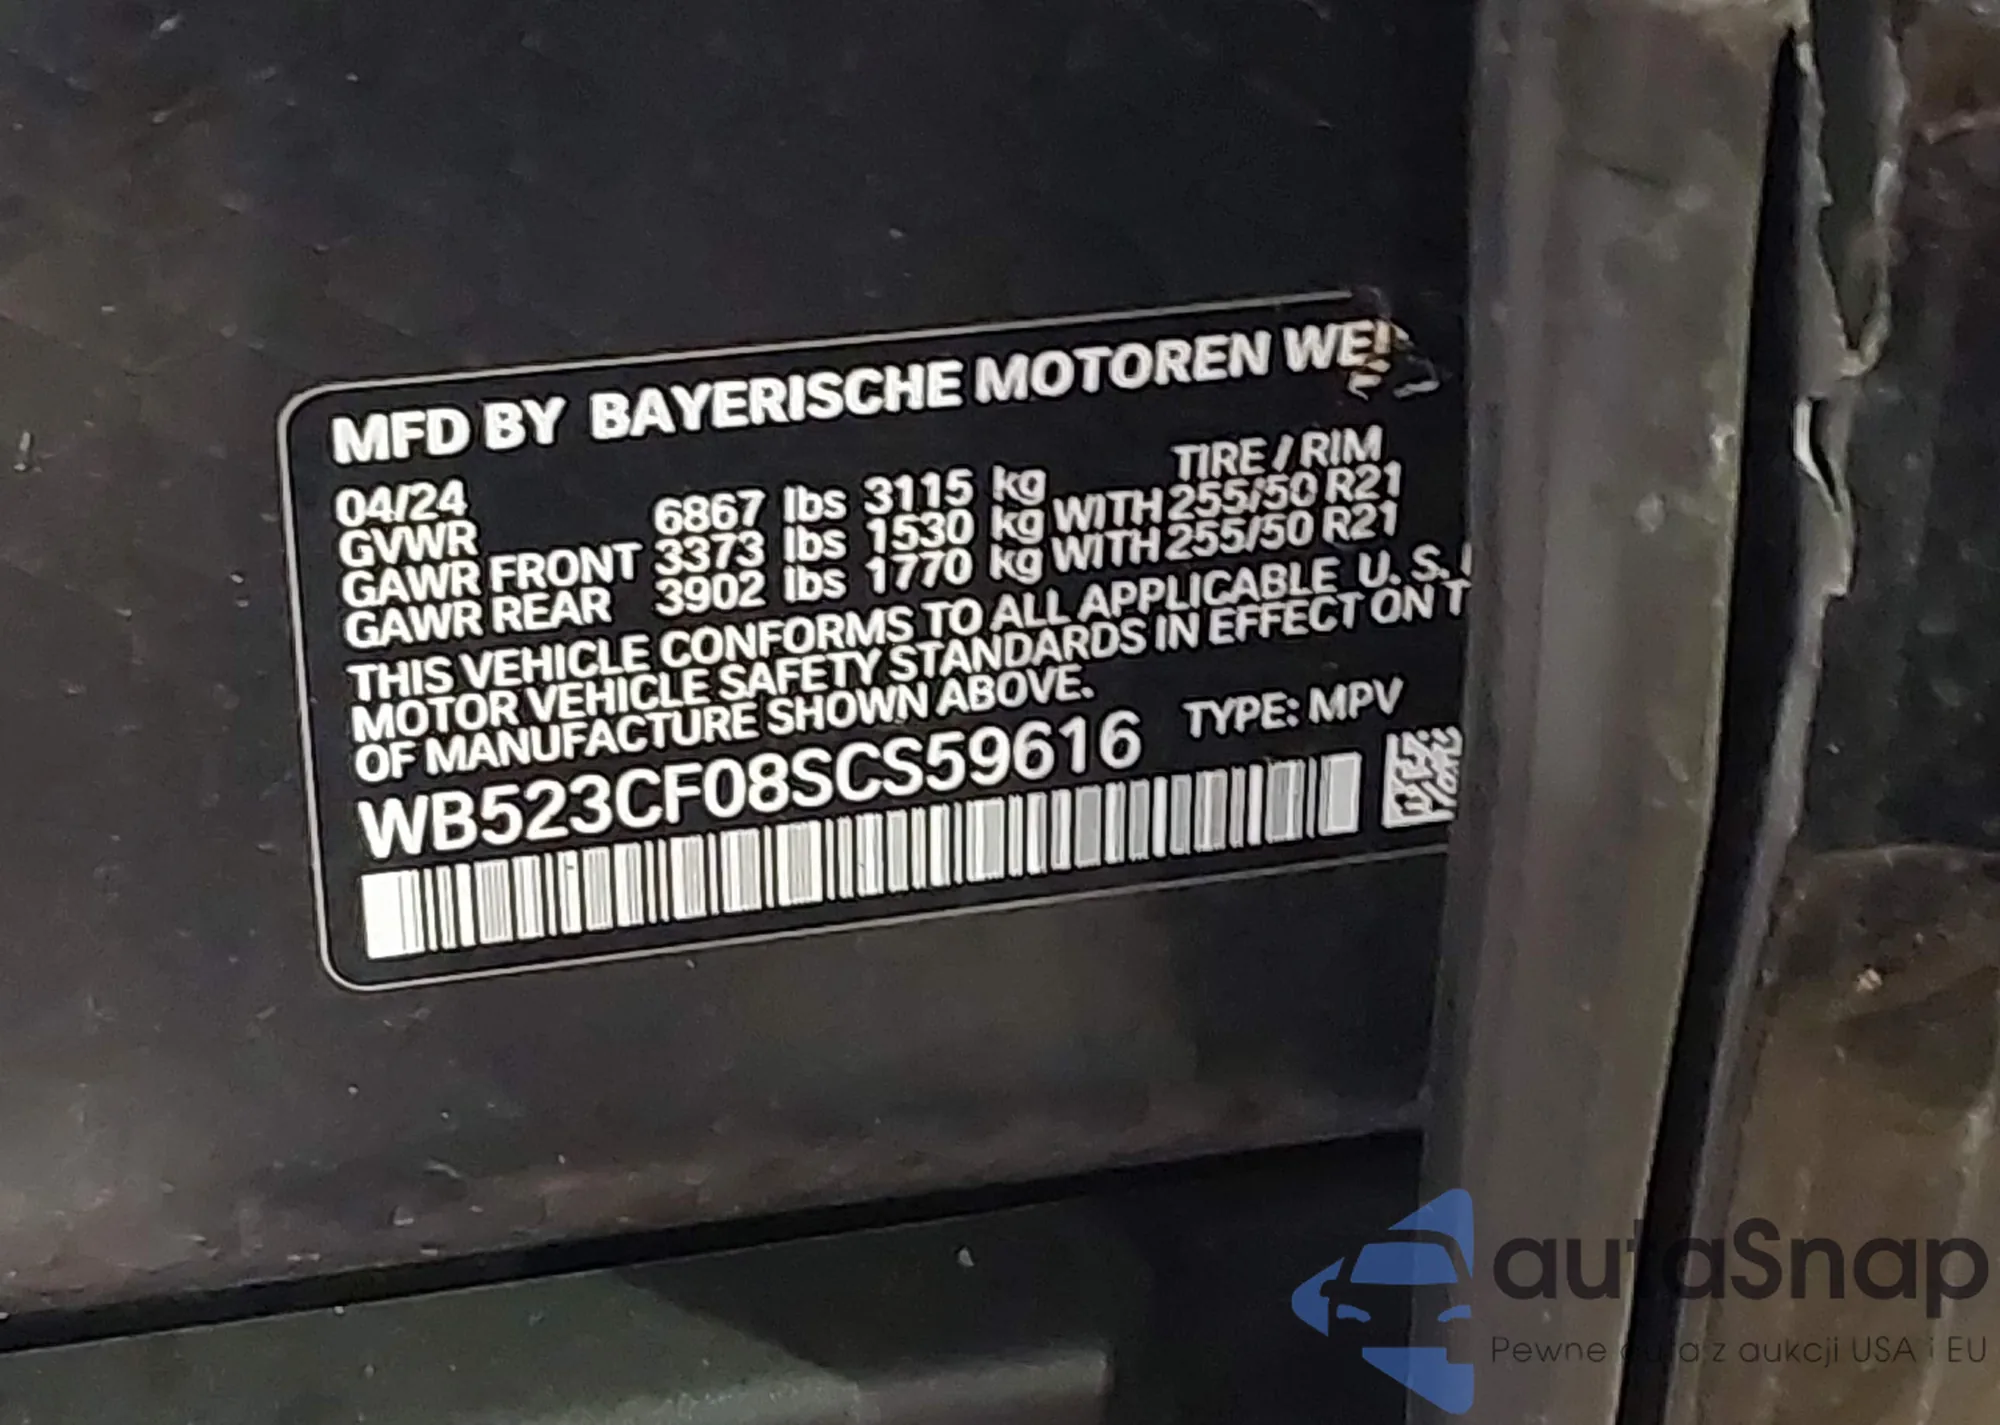 MFD BY BAYERISCHE MOTOREN WE
04/24 TIRE / RIM
GVWR 6867 lbs 3115 kg
GAWR FRONT 3373 lbs 1530 kg WITH 255/50 R21
GAWR REAR 3902 lbs 1770 kg WITH 255/50 R21
THIS VEHICLE CONFORMS TO ALL APPLICABLE U. S.
MOTOR VEHICLE SAFETY STANDARDS IN EFFECT ON T
OF MANUFACTURE SHOWN ABOVE.
WB523CF08SCS59616 TYPE: MPV
autaSnap
Pewne auta z aukcji USA i EU